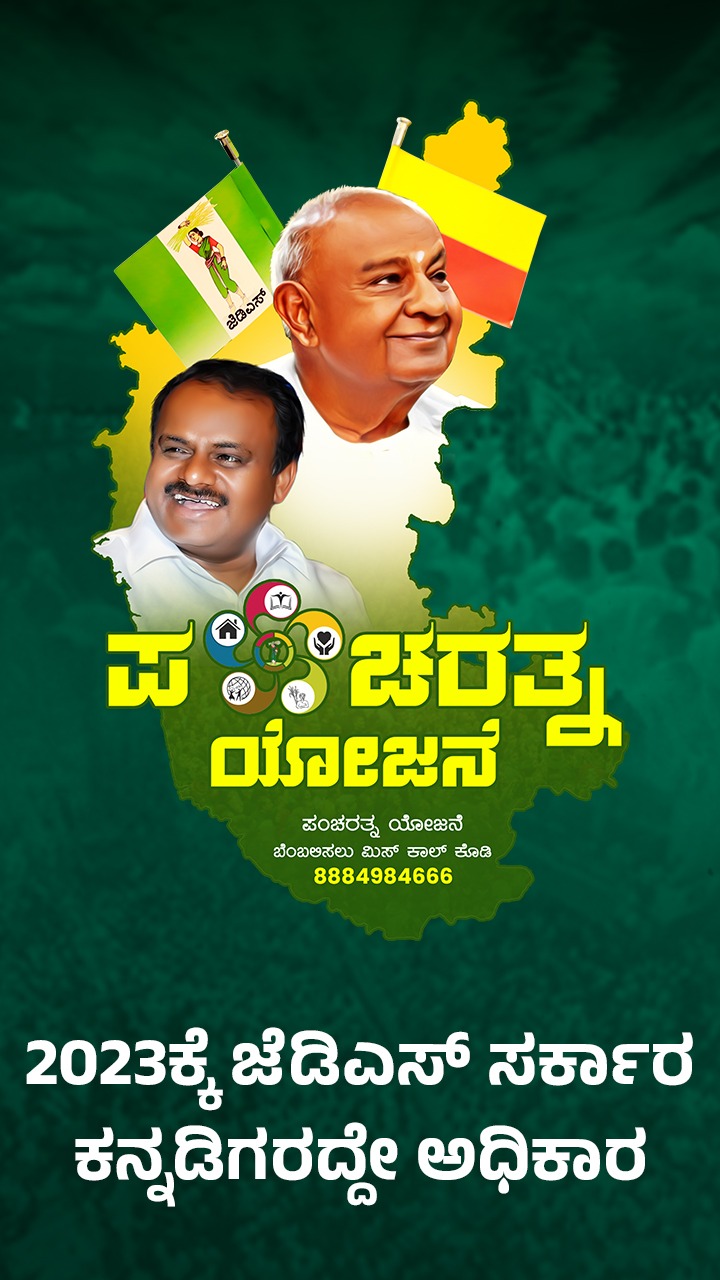 ಜೆಡಿಎಸ್
ಪಂಚರತ್ನ
ಯೋಜನೆ
ಪಂಚರತ್ನ ಯೋಜನೆ
ಬೆಂಬಲಿಸಲು ಮಿಸ್ ಕಾಲ್ ಕೊಡಿ
8884984666
2023ಕ್ಕೆ ಜೆಡಿಎಸ್ ಸರ್ಕಾರ
ಕನ್ನಡಿಗರದ್ದೇ ಅಧಿಕಾರ